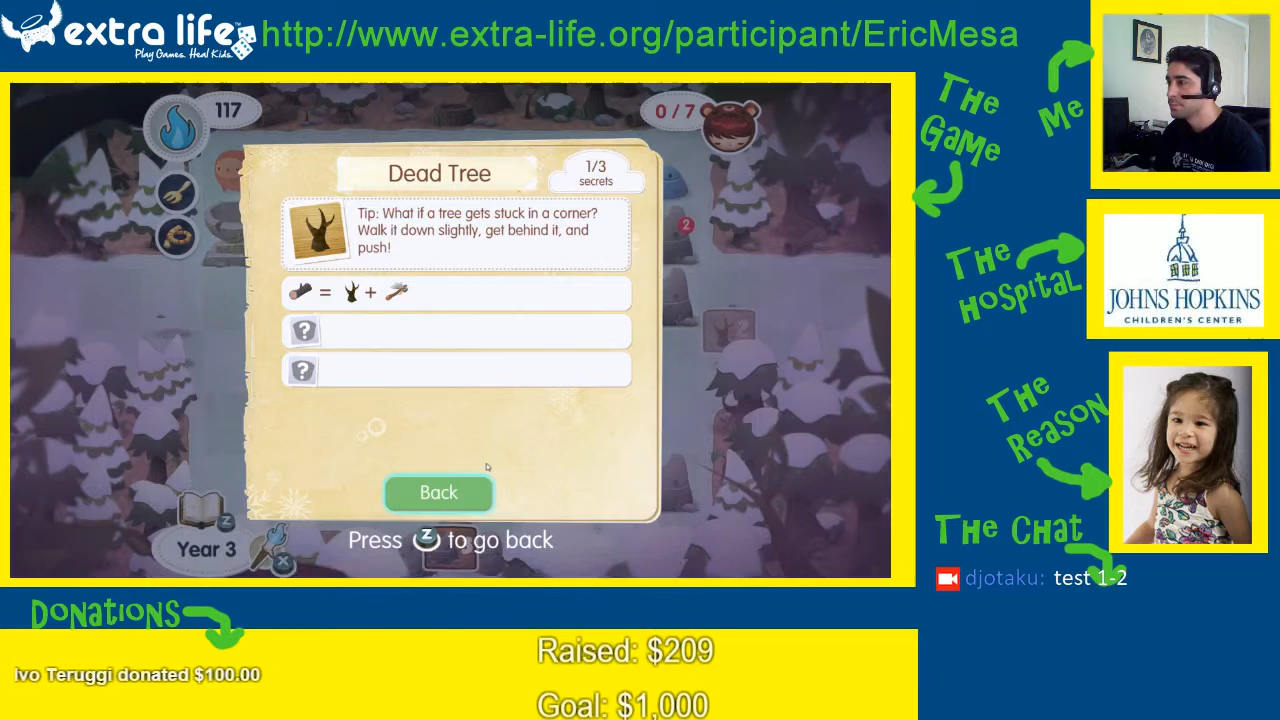 extra life
Play Games. Heal Kids.
http://www.extra-life.org/participant/EricMesa
117
0 / 7
Dead Tree
1/3
secrets
Tip: What if a tree gets stuck in a corner?
Walk it down slightly, get behind it, and
push!
= +
?
?
2
2
Back
Press Z to go back
Z
Year 3
X
The
Game
Me
The
Hospital
JOHNS HOPKINS
CHILDREN'S CENTER
The
Reason
The Chat
djotaku: test 1-2
Donations
Ivo Teruggi donated $100.00
Raised: $209
Goal: $1,000